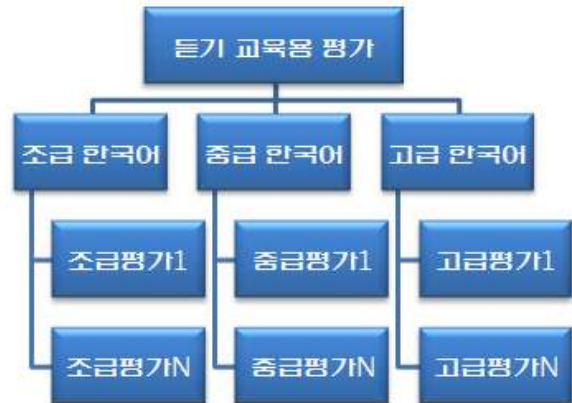 듣기 교육용 평가
초급 한국어
중급 한국어
고급 한국어
초급평가1
중급평가1
고급평가1
초급평가N
중급평가N
고급평가N